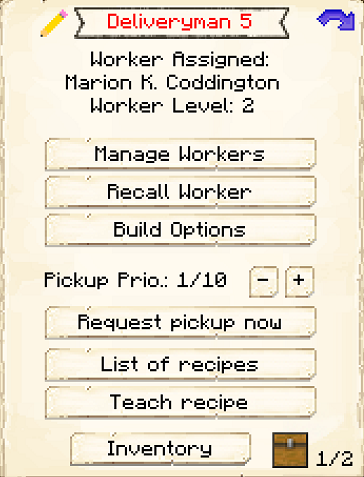 Deliveryman 5
Worker Assigned:
Marion K. Coddington
Worker Level: 2
Manage Workers
Recall Worker
Build Options
Pickup Prio.: 1/10 - +
Request pickup now
List of recipes
Teach recipe
Inventory
1/2